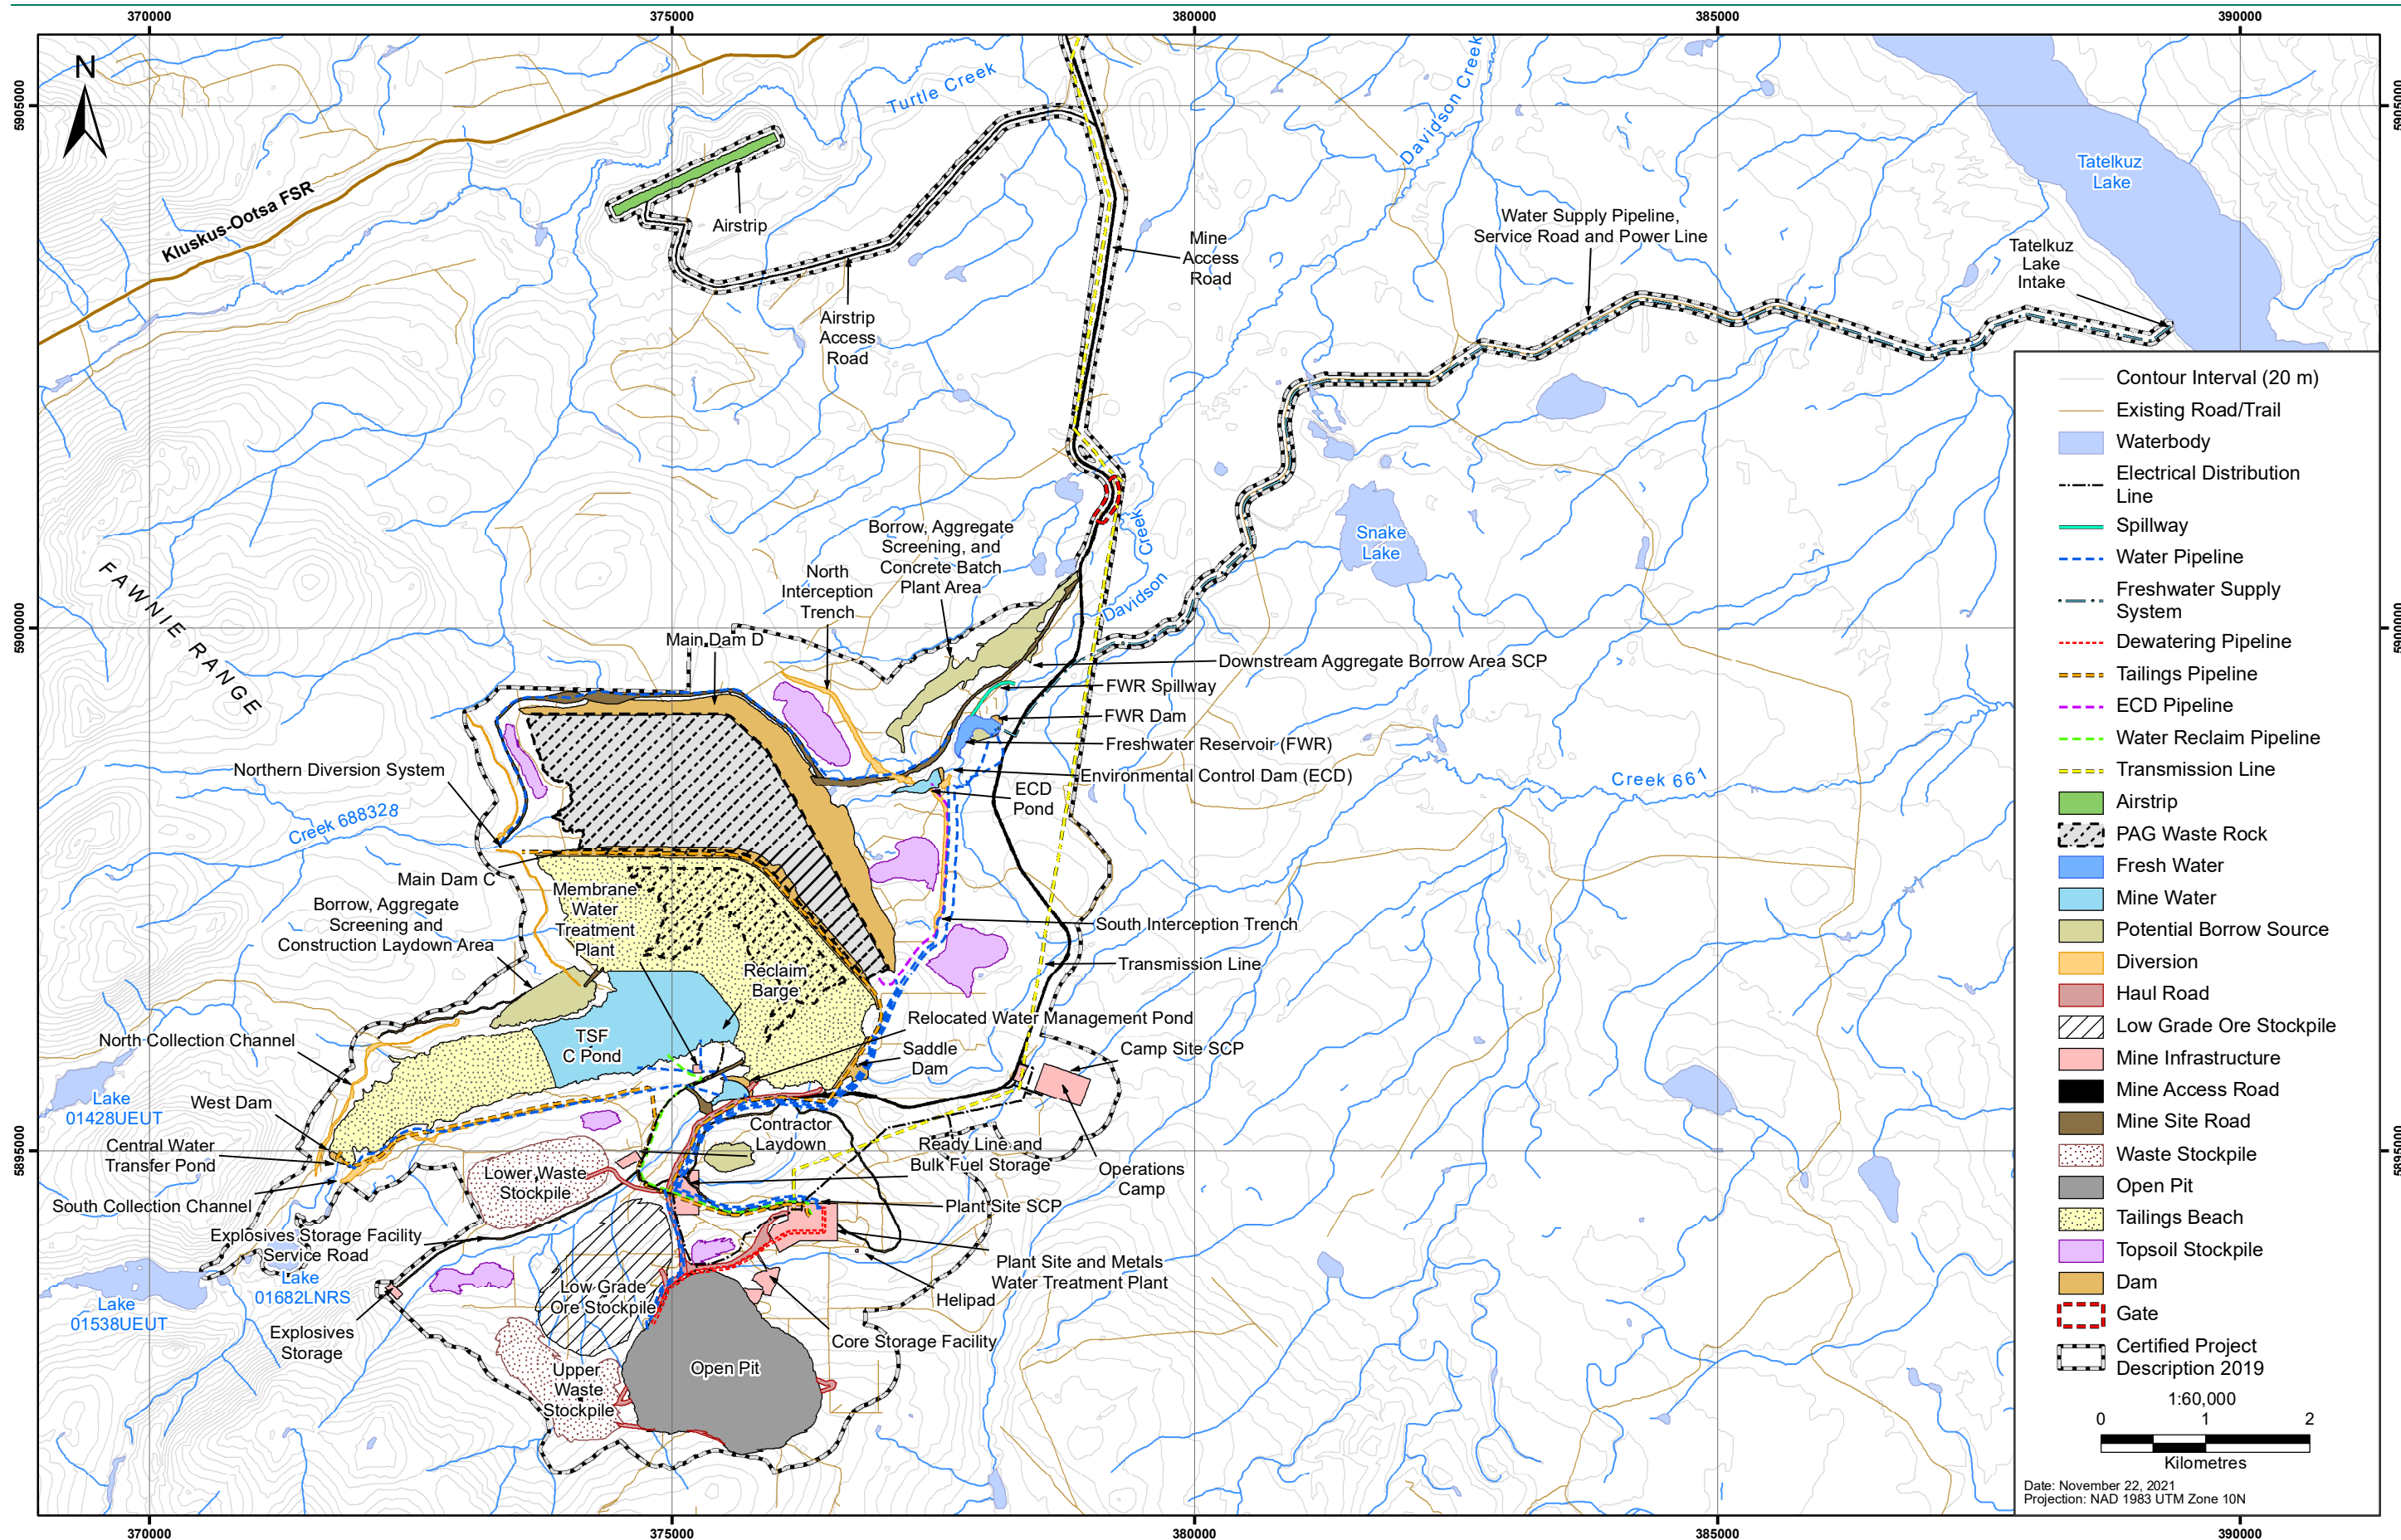 370000
375000
380000
385000
390000
5905000
5905000
5900000
5900000
5895000
5895000
N
Turtle Creek
Davidson Creek
Tatelkuz
Lake
Kluskus-Ootsa FSR
Airstrip
Mine
Access
Road
Water Supply Pipeline,
Service Road and Power Line
Tatelkuz
Lake
Intake
Airstrip
Access
Road
FAWNIE RANGE
Borrow, Aggregate
Screening, and
Concrete Batch
Plant Area
North
Interception
Trench
Davidson Creek
Snake
Lake
Main Dam D
Downstream Aggregate Borrow Area SCP
FWR Spillway
FWR Dam
Freshwater Reservoir (FWR)
Environmental Control Dam (ECD)
ECD
Pond
Northern Diversion System
Creek 688328
Creek 661
Main Dam C
Borrow, Aggregate
Screening and
Construction Laydown Area
Membrane
Water
Treatment
Plant
Reclaim
Barge
South Interception Trench
Transmission Line
Relocated Water Management Pond
TSF
C Pond
Saddle
Dam
Camp Site SCP
North Collection Channel
Lake
01428UEUT
West Dam
Central Water
Transfer Pond
South Collection Channel
Contractor
Laydown
Ready Line and
Bulk Fuel Storage
Operations
Camp
Lower Waste
Stockpile
Plant Site SCP
Explosives Storage Facility
Service Road
Lake
01682LNRS
Lake
01538UEUT
Plant Site and Metals
Water Treatment Plant
Helipad
Low Grade
Ore Stockpile
Explosives
Storage
Core Storage Facility
Upper
Waste
Stockpile
Open Pit
Contour Interval (20 m)
Existing Road/Trail
Waterbody
Electrical Distribution
Line
Spillway
Water Pipeline
Freshwater Supply
System
Dewatering Pipeline
Tailings Pipeline
ECD Pipeline
Water Reclaim Pipeline
Transmission Line
Airstrip
PAG Waste Rock
Fresh Water
Mine Water
Potential Borrow Source
Diversion
Haul Road
Low Grade Ore Stockpile
Mine Infrastructure
Mine Access Road
Mine Site Road
Waste Stockpile
Open Pit
Tailings Beach
Topsoil Stockpile
Dam
Gate
Certified Project
Description 2019
1:60,000
0 1 2
Kilometres
Date: November 22, 2021
Projection: NAD 1983 UTM Zone 10N
370000
375000
380000
385000
390000